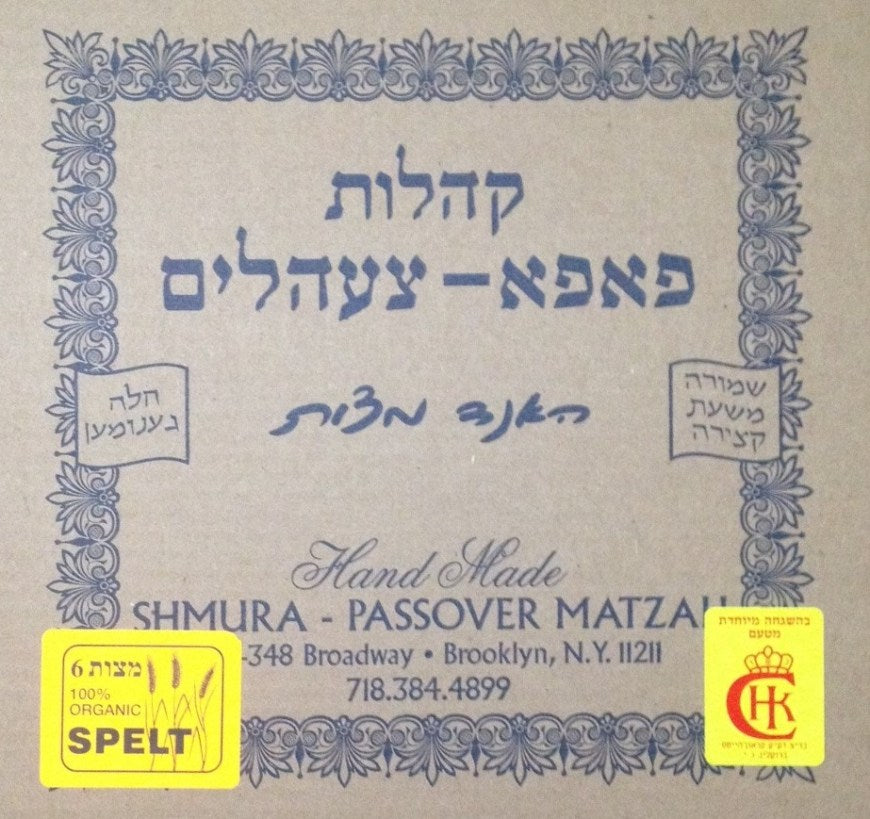 קהלות
פאפא – צעהלים
חלה
גענומען
האנד מצות
שמורה
משעת
קצירה
Hand Made
SHMURA - PASSOVER MATZAH
-348 Broadway • Brooklyn, N.Y. 11211
718.384.4899
6 מצות
100%
ORGANIC
SPELT
בהשגחה מיוחדת
מטעם
CHK